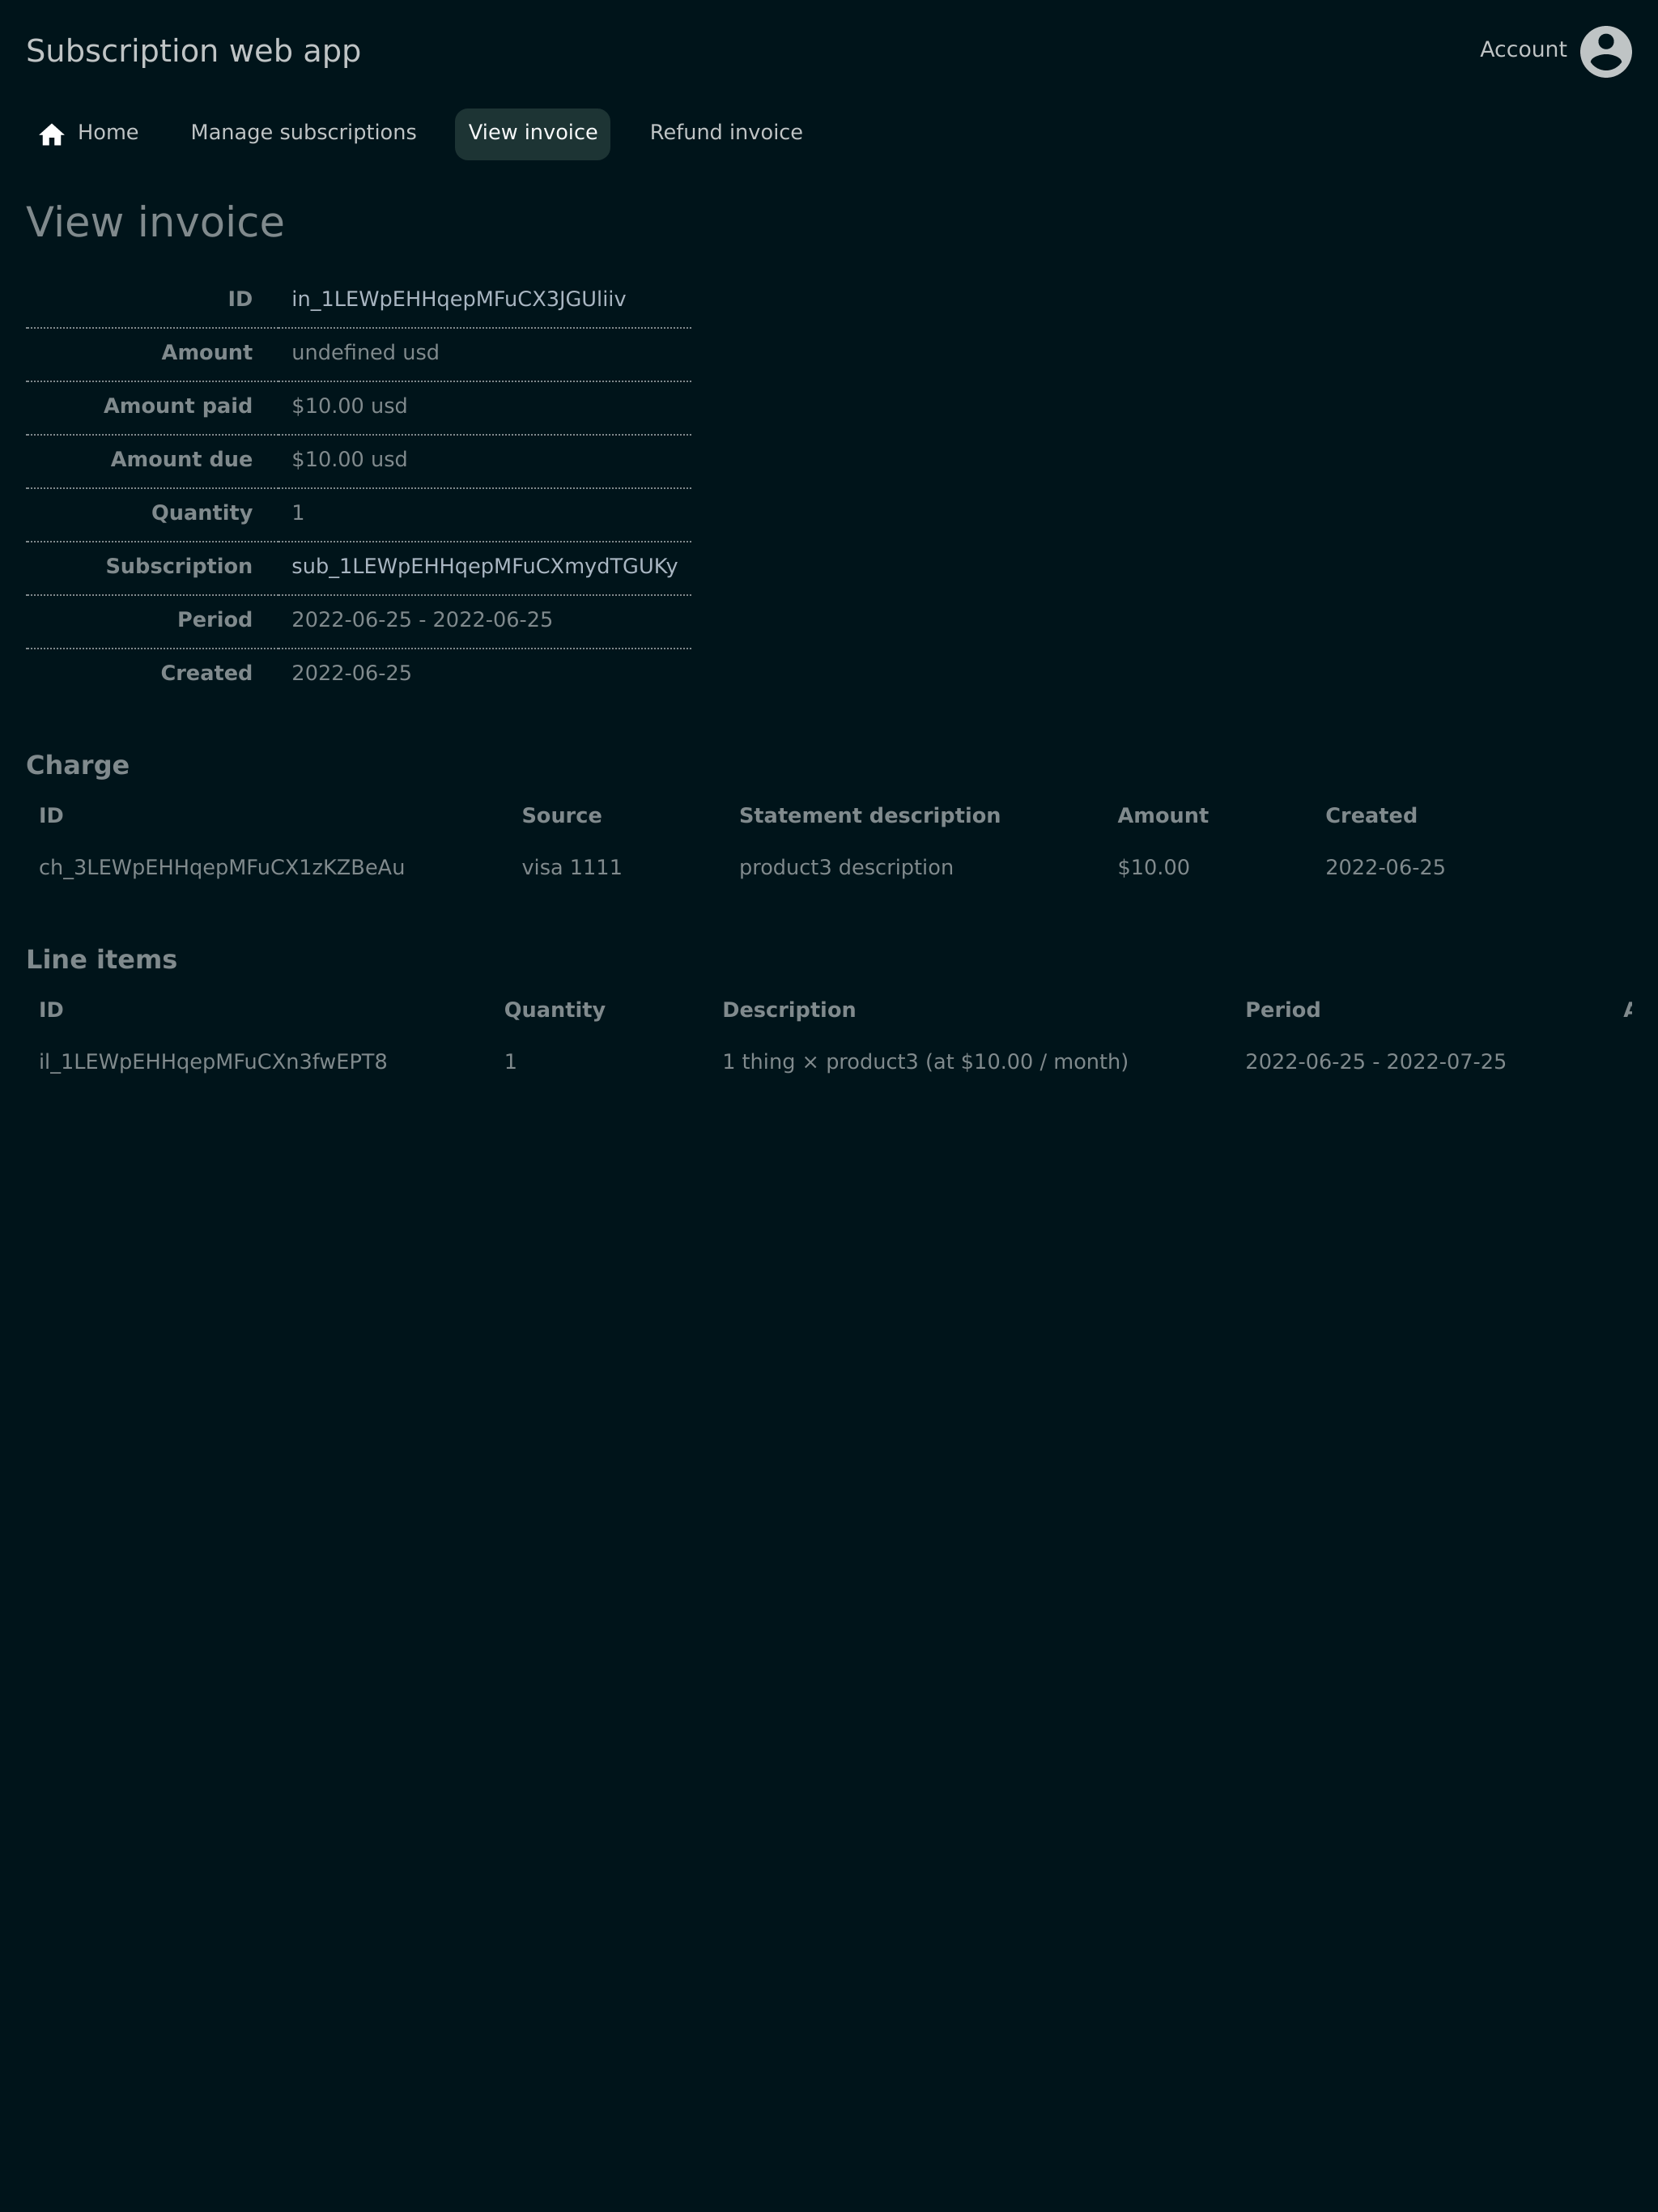 Subscription web app
Account
Home Manage subscriptions View invoice Refund invoice
View invoice
ID in_1LEWpEHHqepMFuCX3JGUliiv
Amount undefined usd
Amount paid $10.00 usd
Amount due $10.00 usd
Quantity 1
Subscription sub_1LEWpEHHqepMFuCXmydTGUKy
Period 2022-06-25 - 2022-06-25
Created 2022-06-25
Charge
ID Source Statement description Amount Created
ch_3LEWpEHHqepMFuCX1zKZBeAu visa 1111 product3 description $10.00 2022-06-25
Line items
ID Quantity Description Period
il_1LEWpEHHqepMFuCXn3fwEPT8 1 1 thing × product3 (at $10.00 / month) 2022-06-25 - 2022-07-25